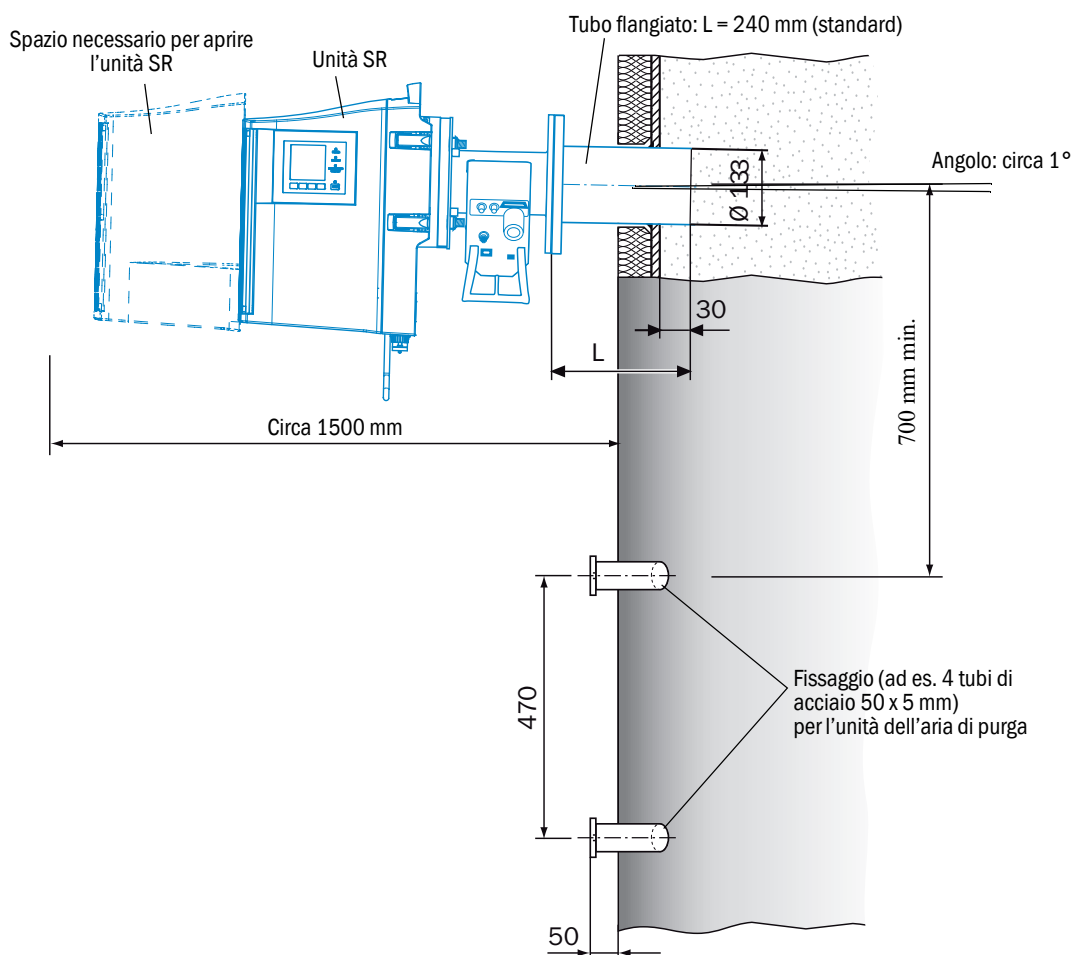 Spazio necessario per aprire
l'unità SR
Unità SR
Tubo flangiato: L = 240 mm (standard)
Angolo: circa 1°
Ø 133
30
L
700 mm min.
Circa 1500 mm
470
Fissaggio (ad es. 4 tubi di
acciaio 50 x 5 mm)
per l'unità dell'aria di purga
50